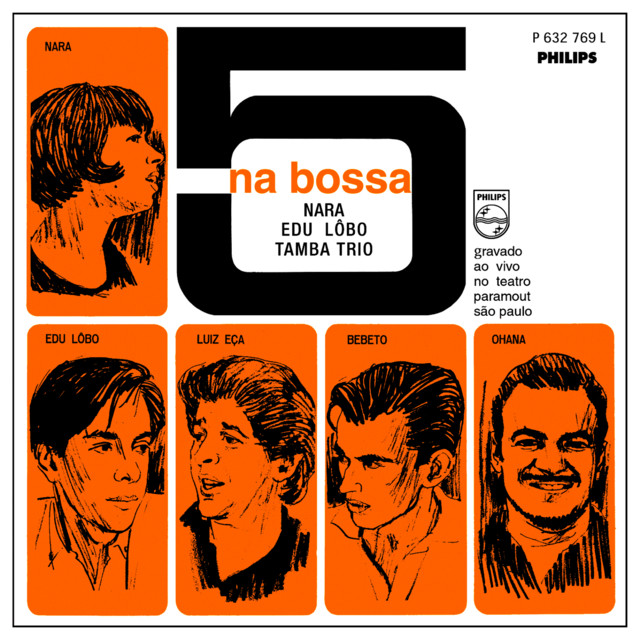 NARA
5
P 632 769 L
PHILIPS
na bossa
NARA
EDU LÔBO
TAMBA TRIO
PHILIPS
gravado
ao vivo
no teatro
paramout
são paulo
EDU LÔBO
LUIZ EÇA
BEBETO
OHANA